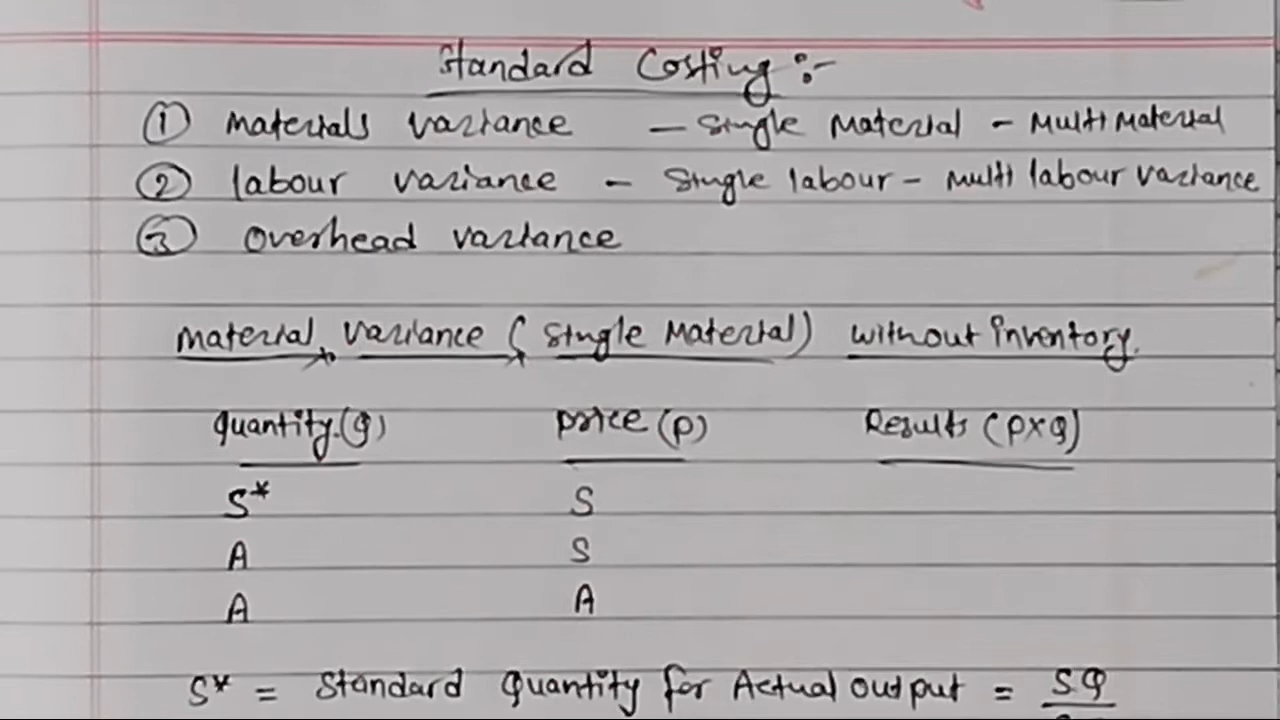 Standard Costing :-
① Materials variance - Single Material - Multi Material
② labour variance - Single labour - Multi labour variance
③ overhead variance
Material variance (Single Material) without inventory.
Quantity.(Q) Price (P) Results (P×Q)
S* S
A S
A A
S* = Standard Quantity for Actual output = SQ